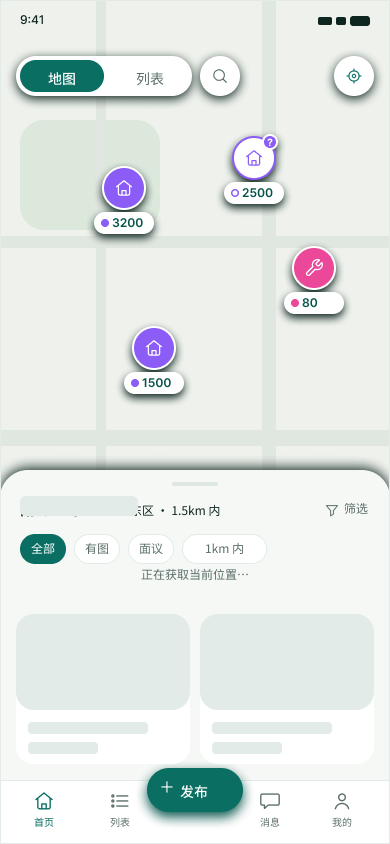 9:41
地图
列表
?
2500
3200
80
1500
东区 · 1.5km 内
筛选
全部
有图
面议
1km 内
正在获取当前位置…
+ 发布
首页
列表
消息
我的